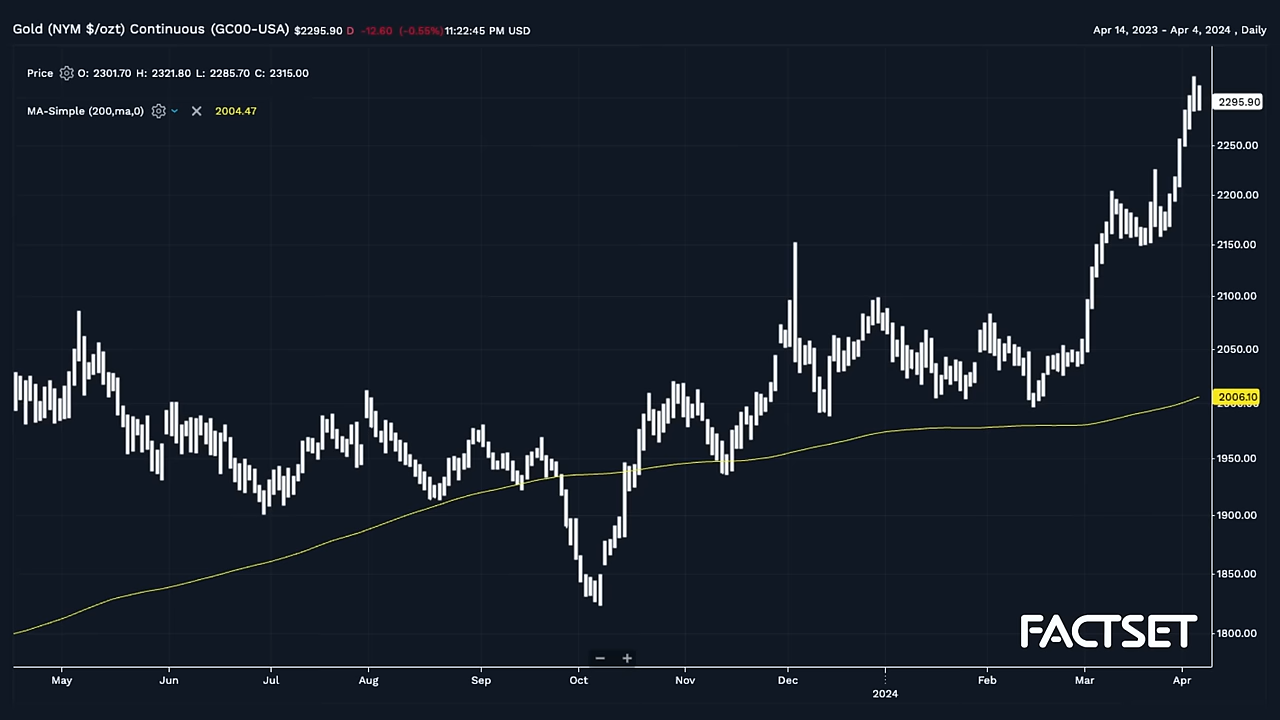 Gold (NYM $/ozt) Continuous (GC00-USA) $2295.90 D -12.60 (-0.55%) 11:22:45 PM USD
Apr 14, 2023 - Apr 4, 2024 , Daily
Price O: 2301.70 H: 2321.80 L: 2285.70 C: 2315.00
MA-Simple (200,ma,0) 2004.47
2295.90
2250.00
2200.00
2150.00
2100.00
2050.00
2006.10
1950.00
1900.00
1850.00
1800.00
FACTSET
May Jun Jul Aug Sep Oct Nov Dec Feb Mar Apr
2024